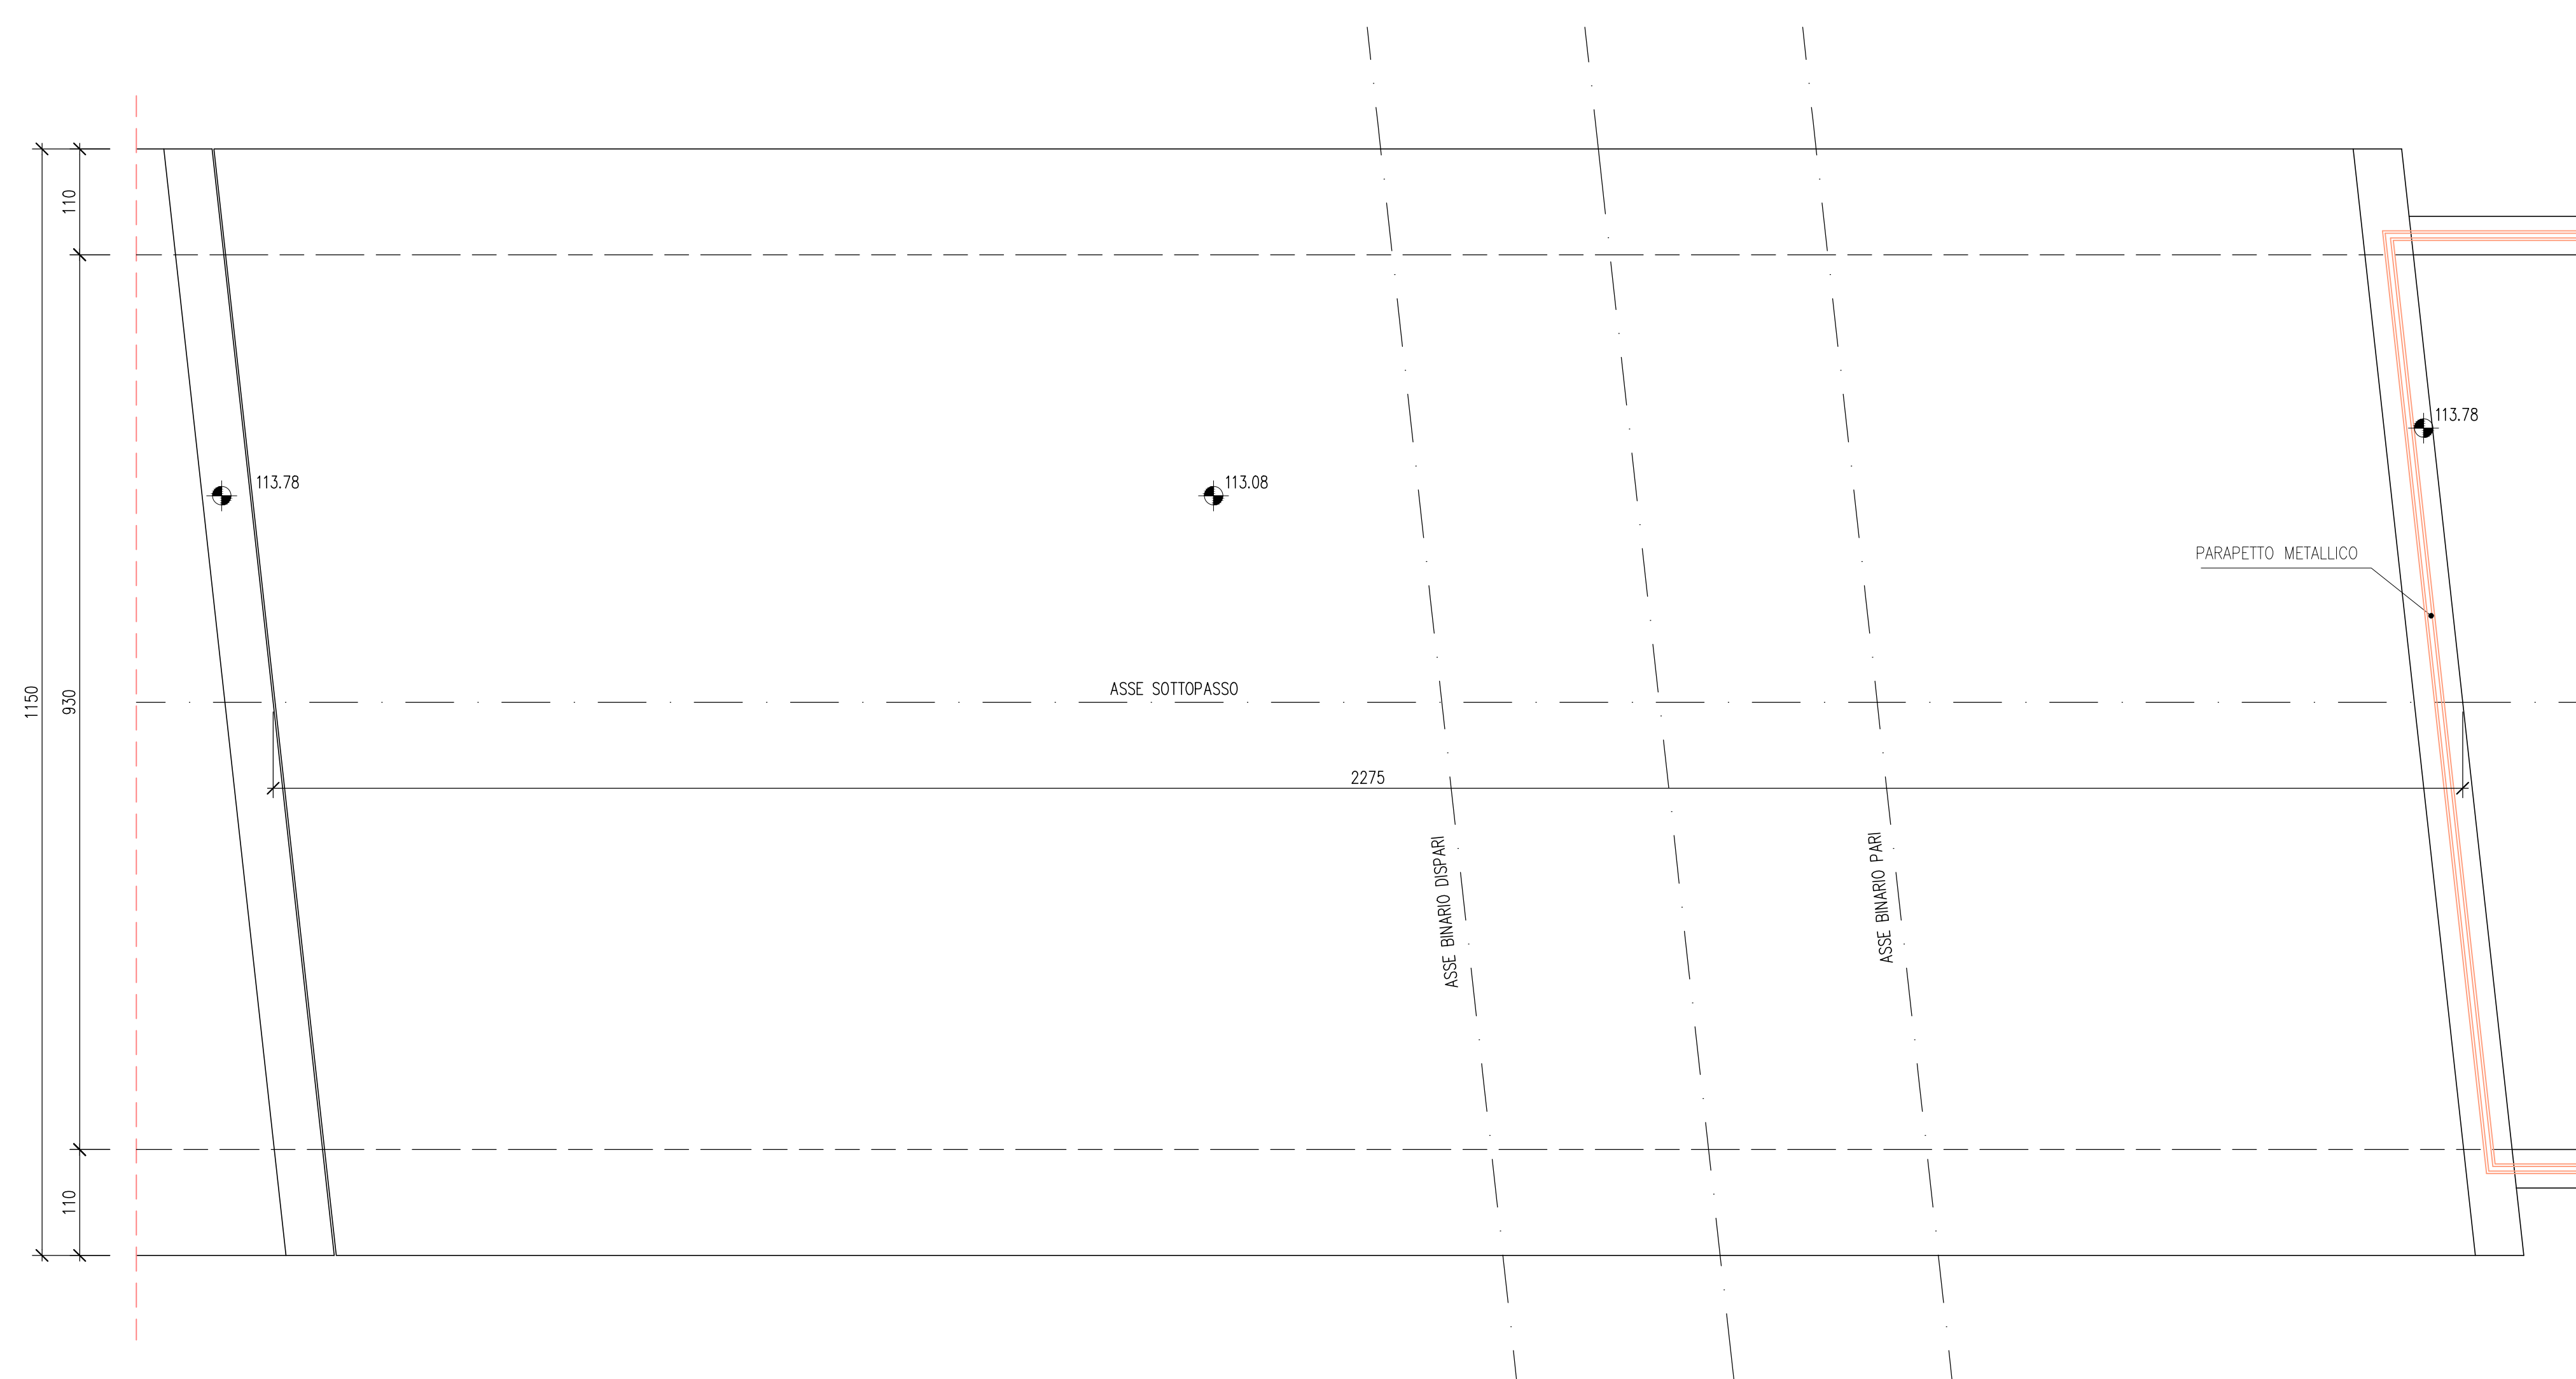 110
113.78
113.78
113.08
PARAPETTO METALLICO
1150
930
ASSE SOTTOPASSO
2275
ASSE BINARIO DISPARI
ASSE BINARIO PARI
110